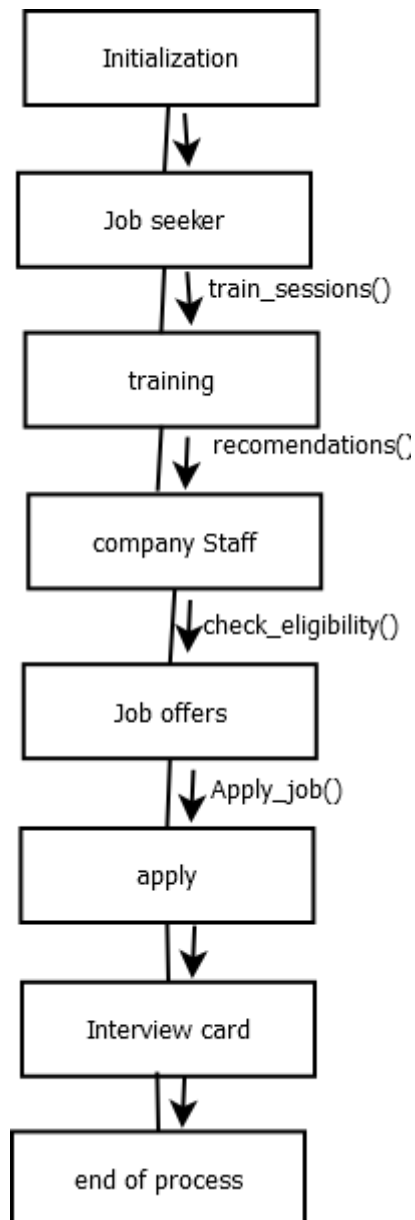 Initialization
Job seeker
train_sessions()
training
recomendations()
company Staff
check_eligibility()
Job offers
Apply_job()
apply
Interview card
end of process